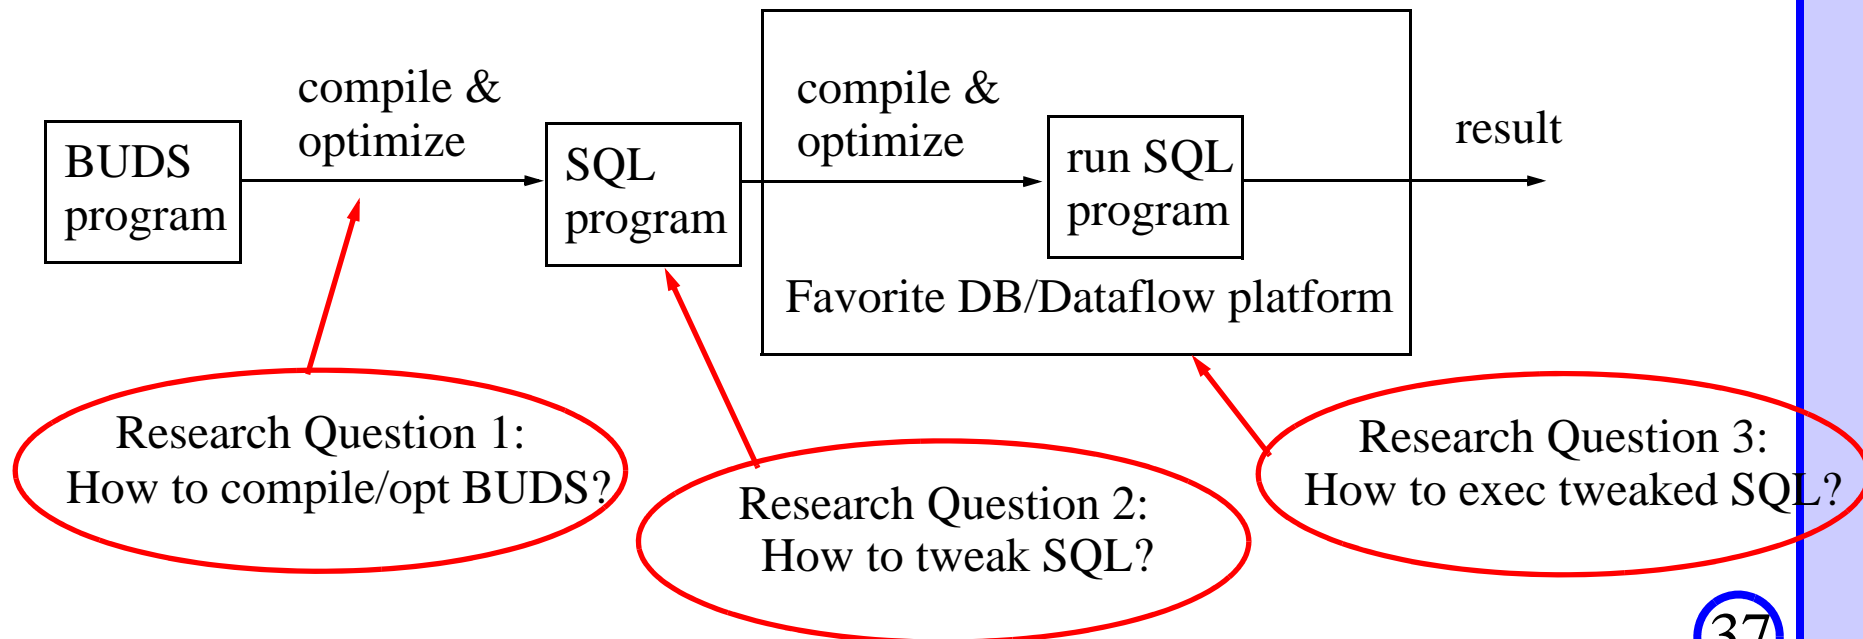 compile &
optimize
BUDS
program
SQL
program
compile &
optimize
run SQL
program
result
Favorite DB/Dataflow platform
Research Question 1:
How to compile/opt BUDS?
Research Question 2:
How to tweak SQL?
Research Question 3:
How to exec tweaked SQL?
37